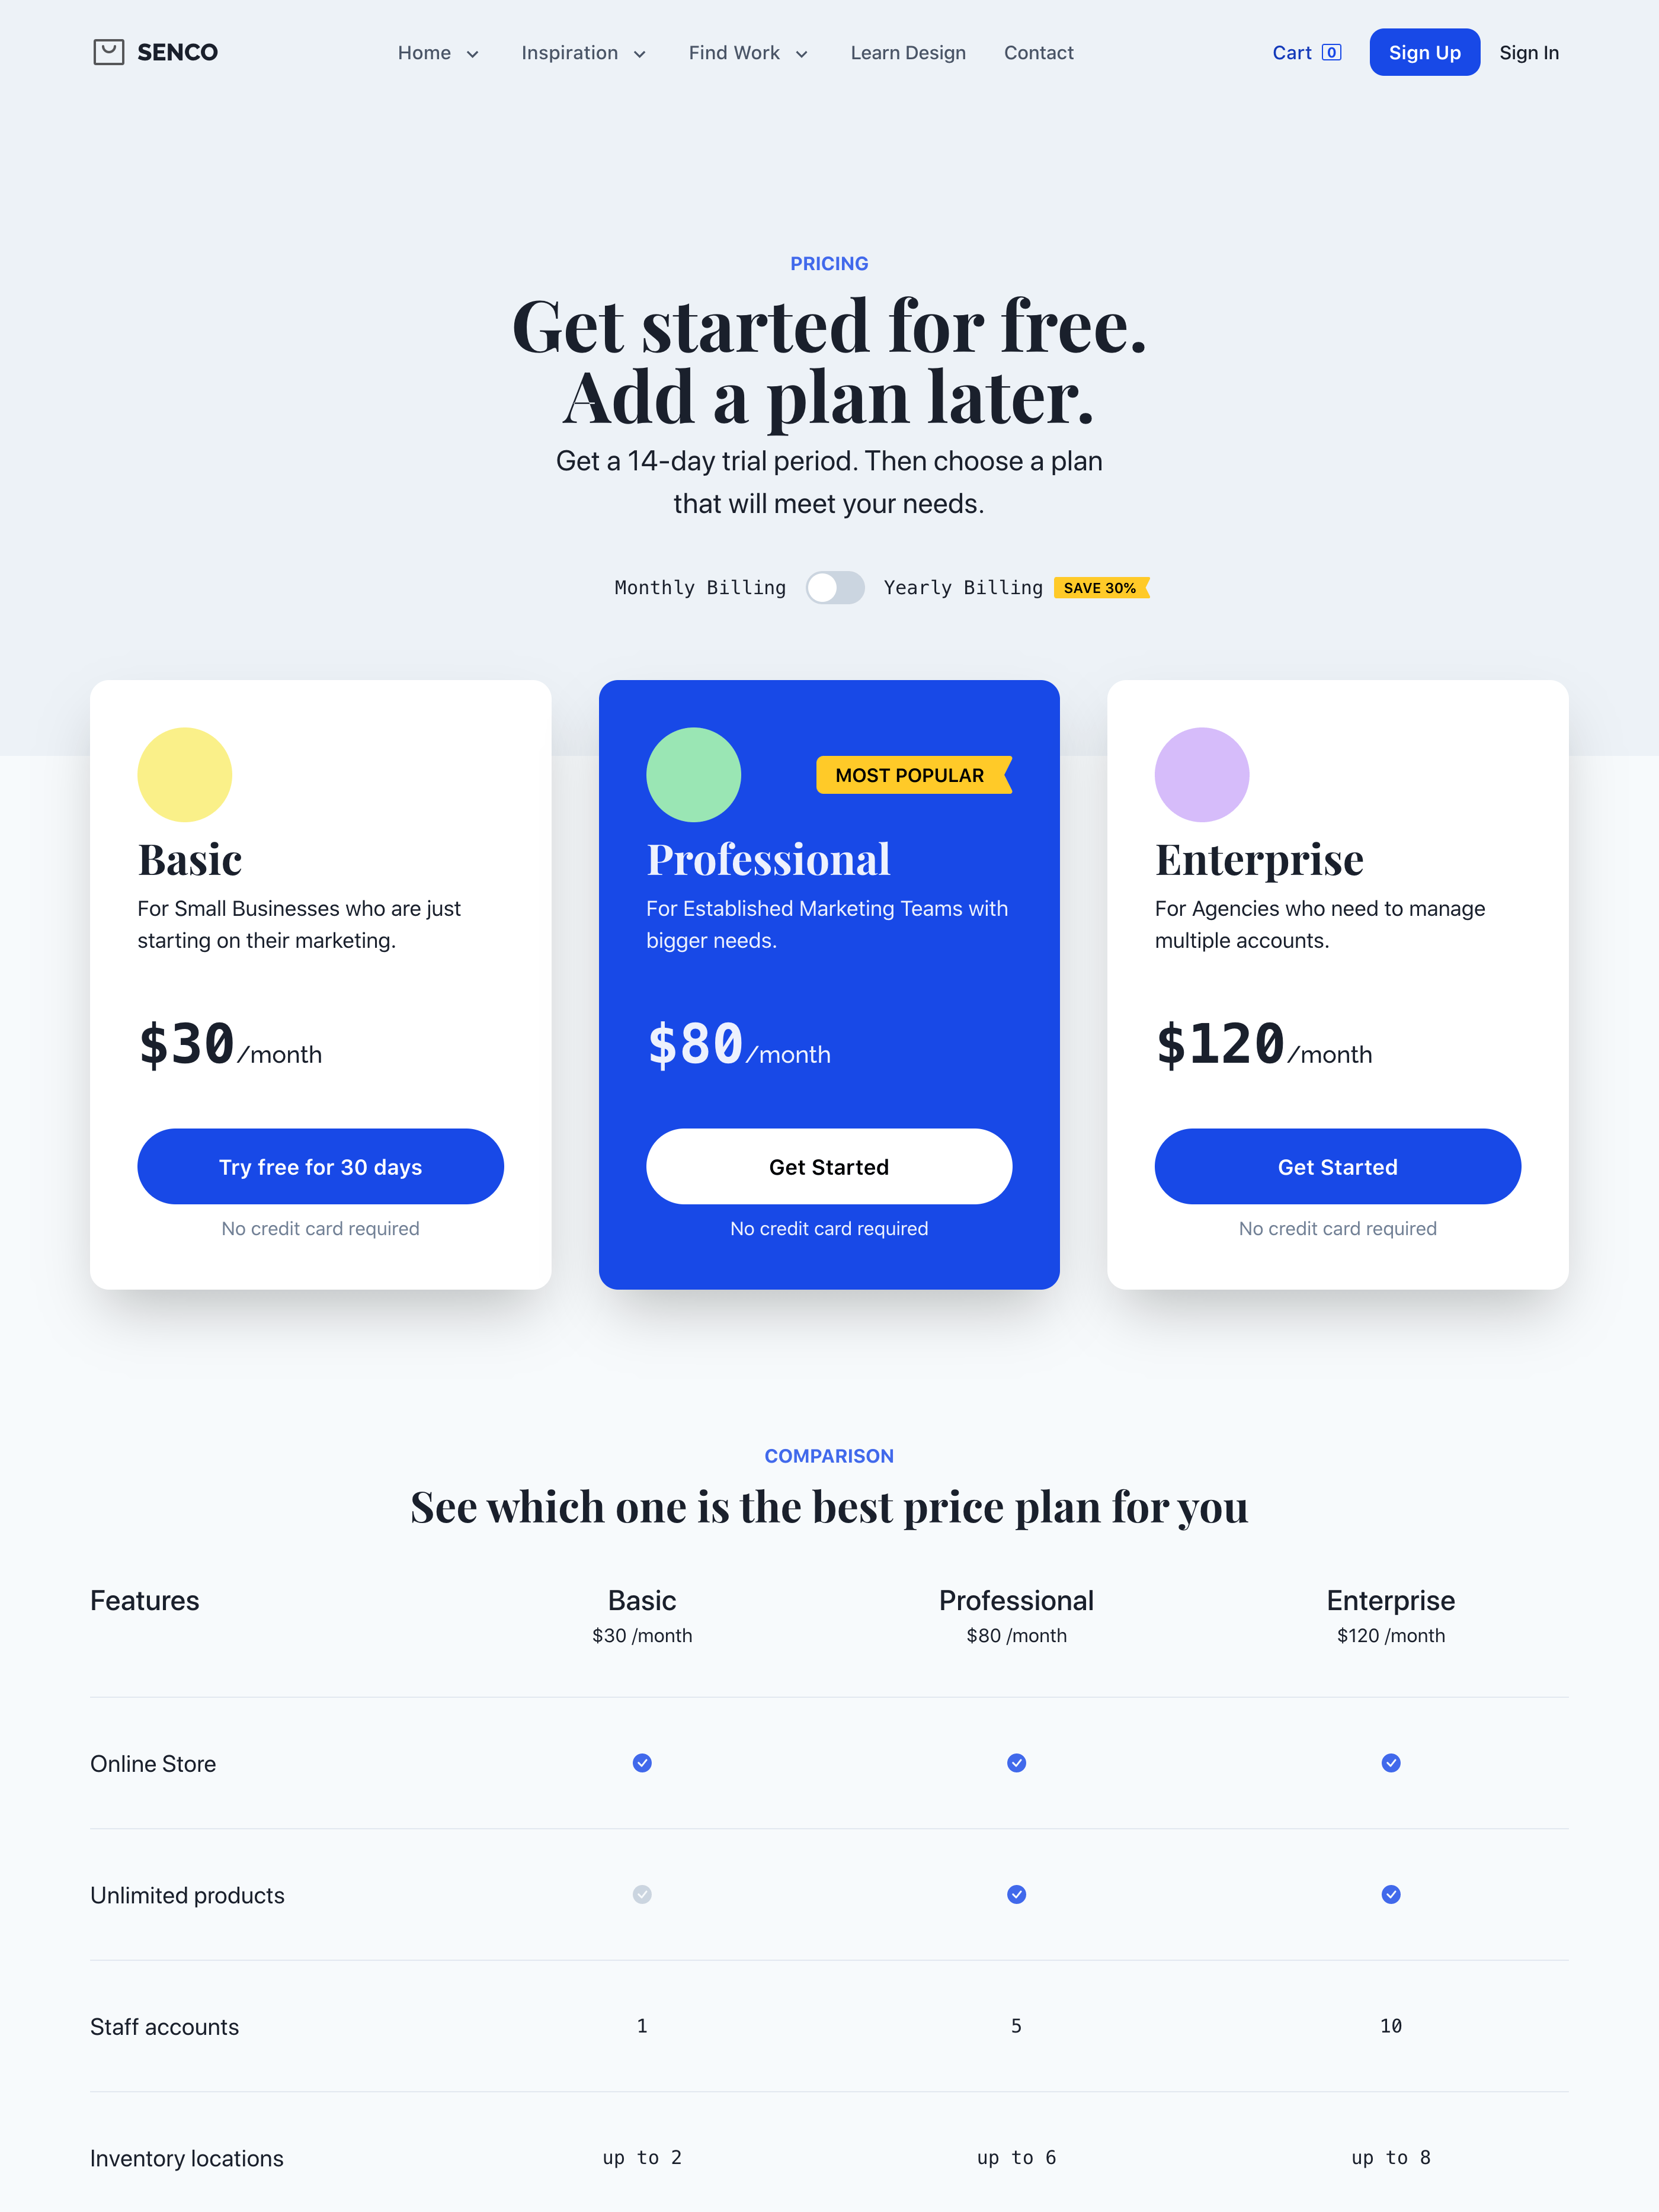 SENCO
Home Inspiration Find Work Learn Design Contact
Cart 0 Sign Up Sign In
PRICING
Get started for free.
Add a plan later.
Get a 14-day trial period. Then choose a plan
that will meet your needs.
Monthly Billing Yearly Billing SAVE 30%
Basic
For Small Businesses who are just
starting on their marketing.
$30/month
Try free for 30 days
No credit card required
MOST POPULAR
Professional
For Established Marketing Teams with
bigger needs.
$80/month
Get Started
No credit card required
Enterprise
For Agencies who need to manage
multiple accounts.
$120/month
Get Started
No credit card required
COMPARISON
See which one is the best price plan for you
Features Basic Professional Enterprise
$30 /month $80 /month $120 /month
Online Store
Unlimited products
Staff accounts 1 5 10
Inventory locations up to 2 up to 6 up to 8